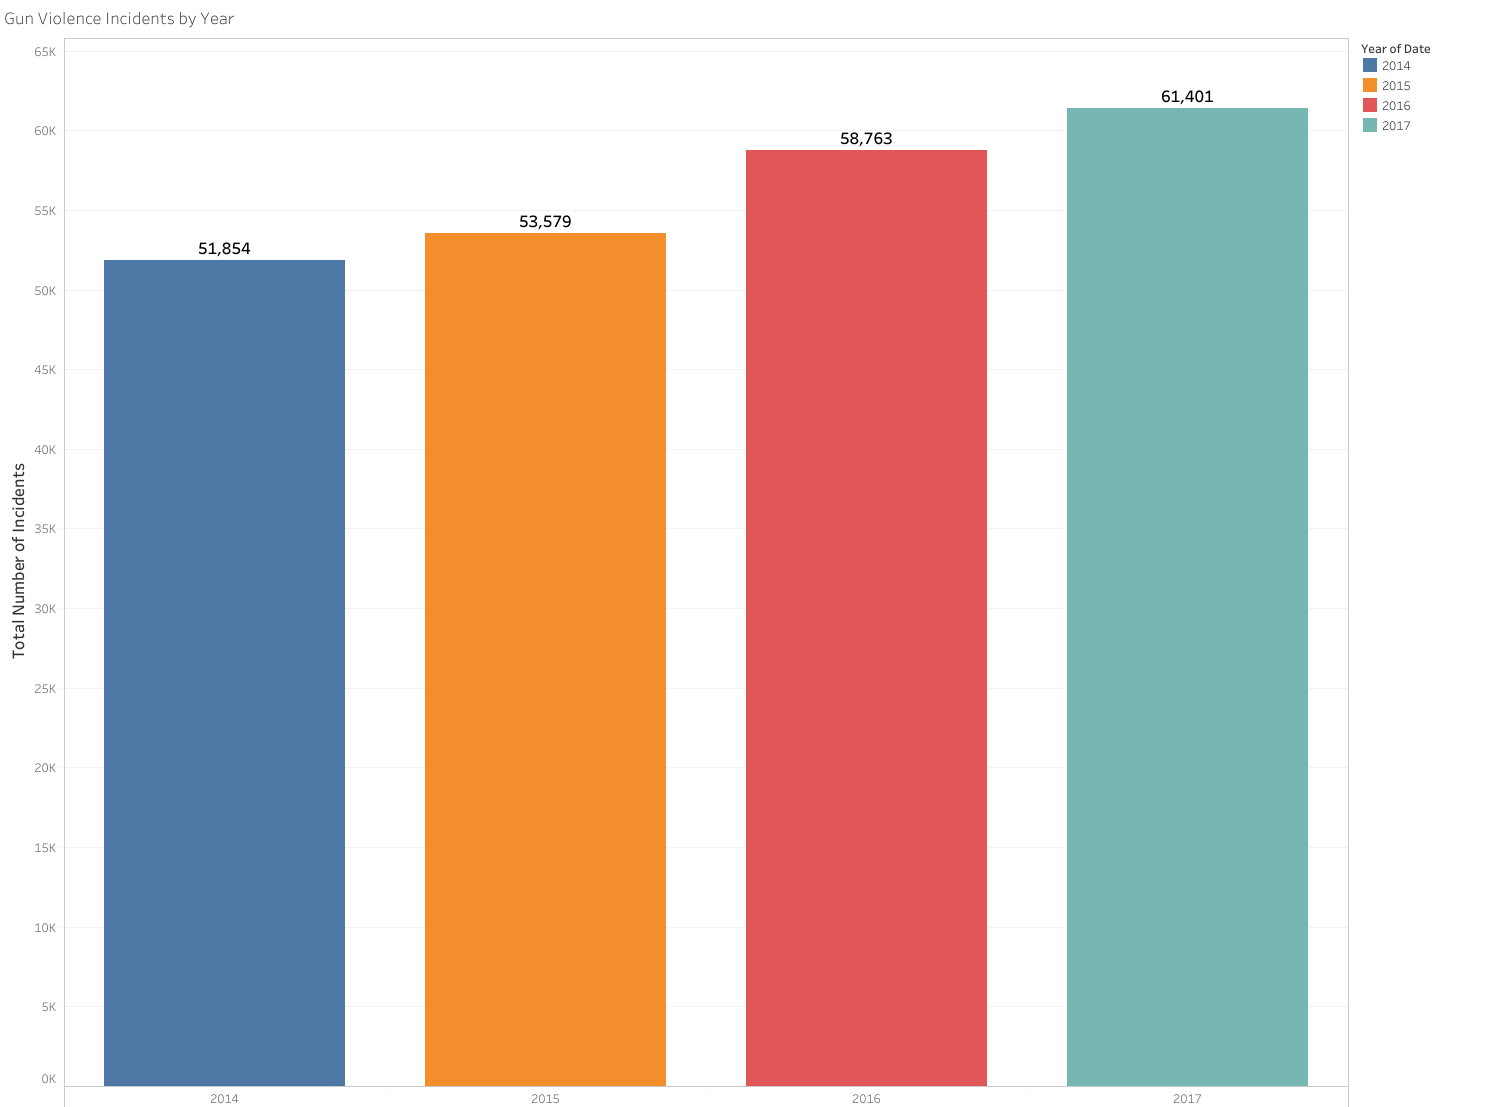 Gun Violence Incidents by Year
Year of Date
2014
2015
2016
2017
Total Number of Incidents
65K
60K
55K
50K
45K
40K
35K
30K
25K
20K
15K
10K
5K
0K
51,854
53,579
58,763
61,401
2014
2015
2016
2017